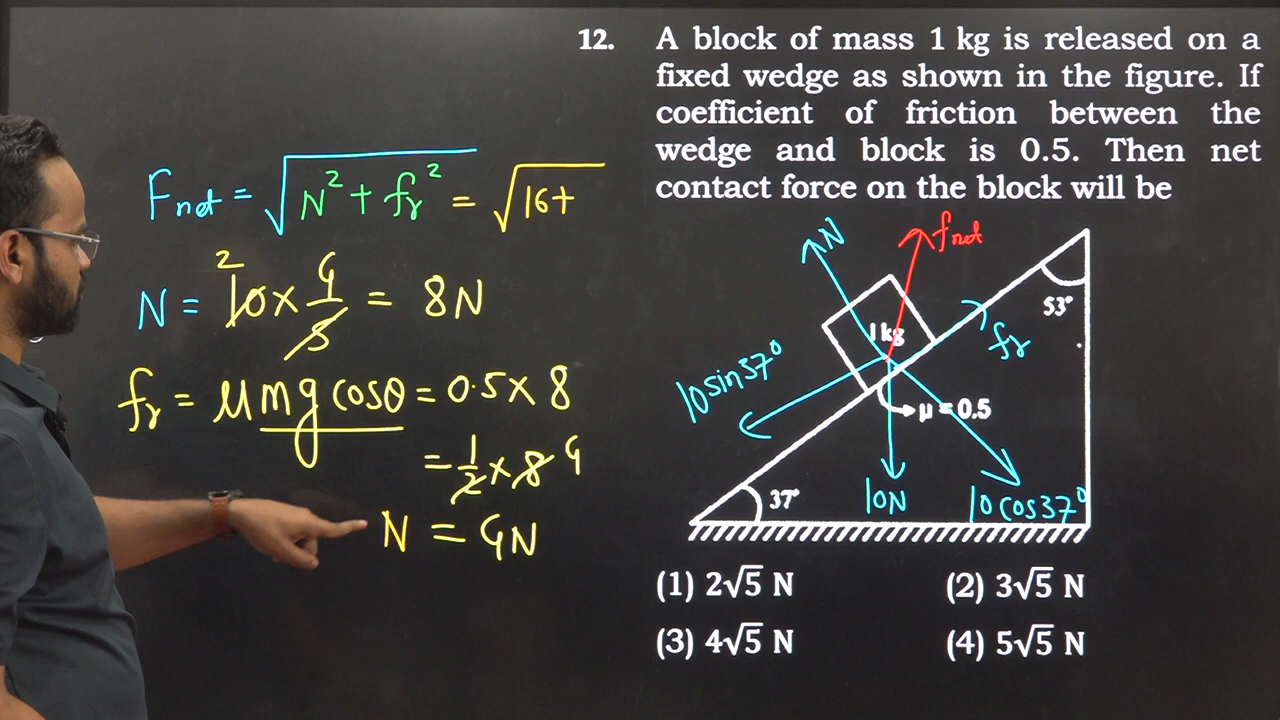 12. A block of mass 1 kg is released on a
fixed wedge as shown in the figure. If
coefficient of friction between the
wedge and block is 0.5. Then net
contact force on the block will be
Fnet = √(N² + fr²) = √(16+
N = 10 × 4/5 = 8N
2
fr = μmg cosθ = 0.5 × 8
= 1/2 × 8 4
N = 4N
N
fnet
53°
1 kg
fr
10sin37°
μ = 0.5
37°
10N
10cos37°
(1) 2√5 N (2) 3√5 N
(3) 4√5 N (4) 5√5 N